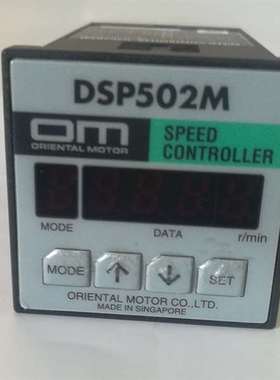 DSP502M
OM
ORIENTAL MOTOR
SPEED
CONTROLLER
MODE DATA r/min
MODE ↑ ↓ SET
ORIENTAL MOTOR CO.,LTD.
MADE IN SINGAPORE